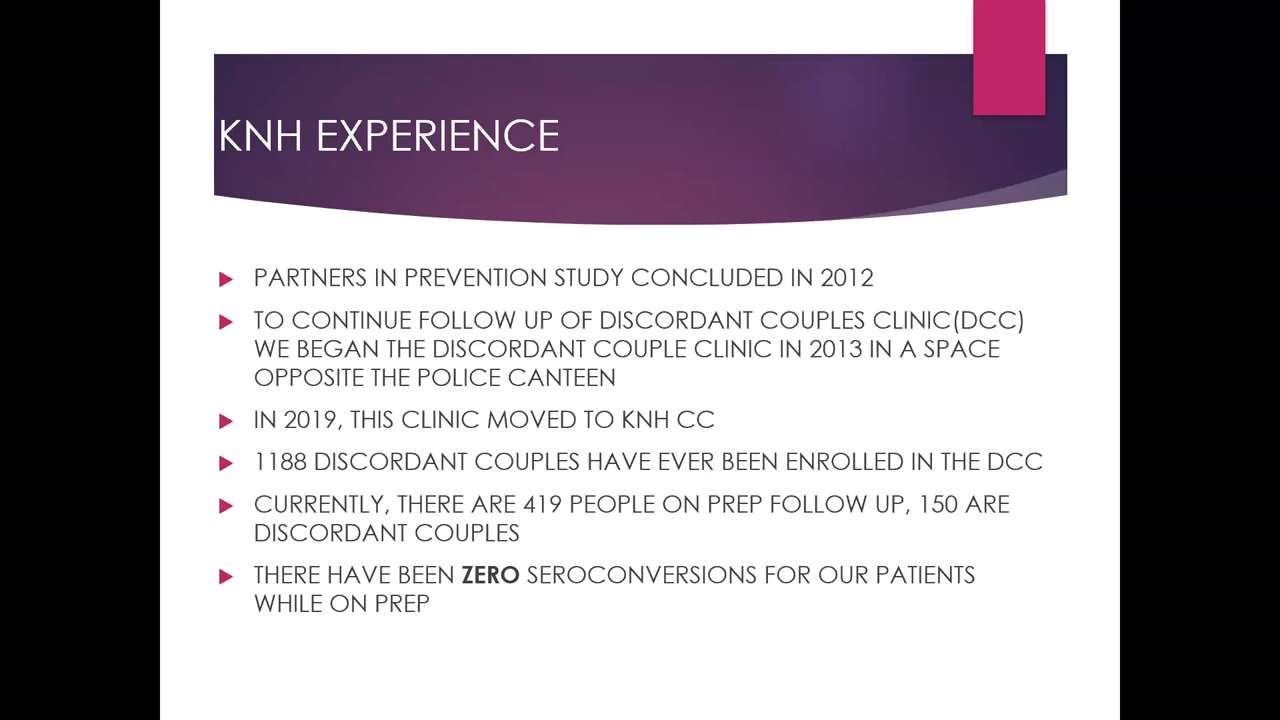 KNH EXPERIENCE
PARTNERS IN PREVENTION STUDY CONCLUDED IN 2012
TO CONTINUE FOLLOW UP OF DISCORDANT COUPLES CLINIC(DCC)
WE BEGAN THE DISCORDANT COUPLE CLINIC IN 2013 IN A SPACE
OPPOSITE THE POLICE CANTEEN
IN 2019, THIS CLINIC MOVED TO KNH CC
1188 DISCORDANT COUPLES HAVE EVER BEEN ENROLLED IN THE DCC
CURRENTLY, THERE ARE 419 PEOPLE ON PREP FOLLOW UP, 150 ARE
DISCORDANT COUPLES
THERE HAVE BEEN ZERO SEROCONVERSIONS FOR OUR PATIENTS
WHILE ON PREP